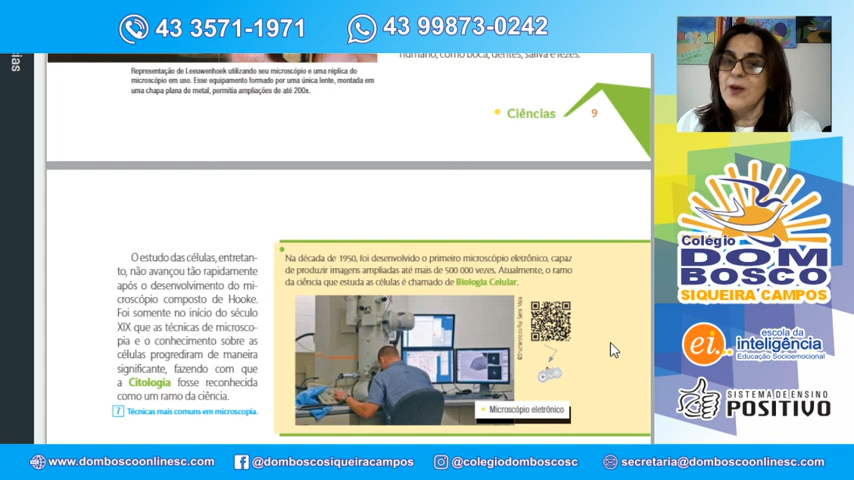 43 3571-1971
43 99873-0242
humano, como boca, dentes, saliva e fezes.
Representação de Leeuwenhoek utilizando seu microscópio e uma réplica do
microscópio em uso. Esse equipamento formado por uma única lente, montada em
uma chapa plana de metal, permitia ampliações de até 200x.
Ciências
9
O estudo das células, entretan-
to, não avançou tão rapidamente
após o desenvolvimento do mi-
croscópio composto de Hooke.
Foi somente no início do século
XIX que as técnicas de microsco-
pia e o conhecimento sobre as
células progrediram de maneira
significante, fazendo com que
a Citologia fosse reconhecida
como um ramo da ciência.
7 Técnicas mais comuns em microscopia.
Na década de 1950, foi desenvolvido o primeiro microscópio eletrônico, capaz
de produzir imagens ampliadas até mais de 500 000 vezes. Atualmente, o ramo
da ciência que estuda as células é chamado de Biologia Celular.
Microscópio eletrônico
Colégio
DOM
BOSCO
SIQUEIRA CAMPOS
ei.
escola da
inteligência
Educação Socioemocional
SISTEMA DE ENSINO
POSITIVO
www.domboscoonlinesc.com
@domboscosiqueiracampos
@colegiodomboscosc
secretaria@domboscoonlinesc.com